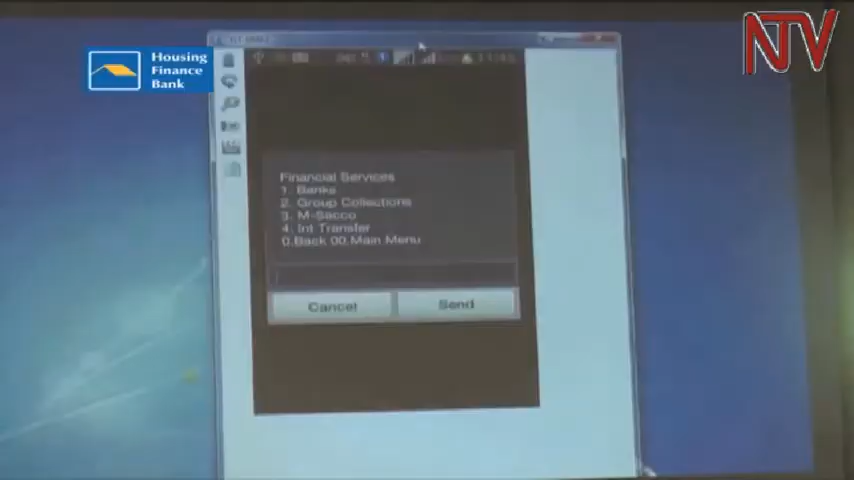 NTV
Housing
Finance
Bank
Financial Services
1. Banks
2. Group Collections
3. M-Sacco
4. Int Transfer
0.Back 00.Main Menu
Cancel
Send